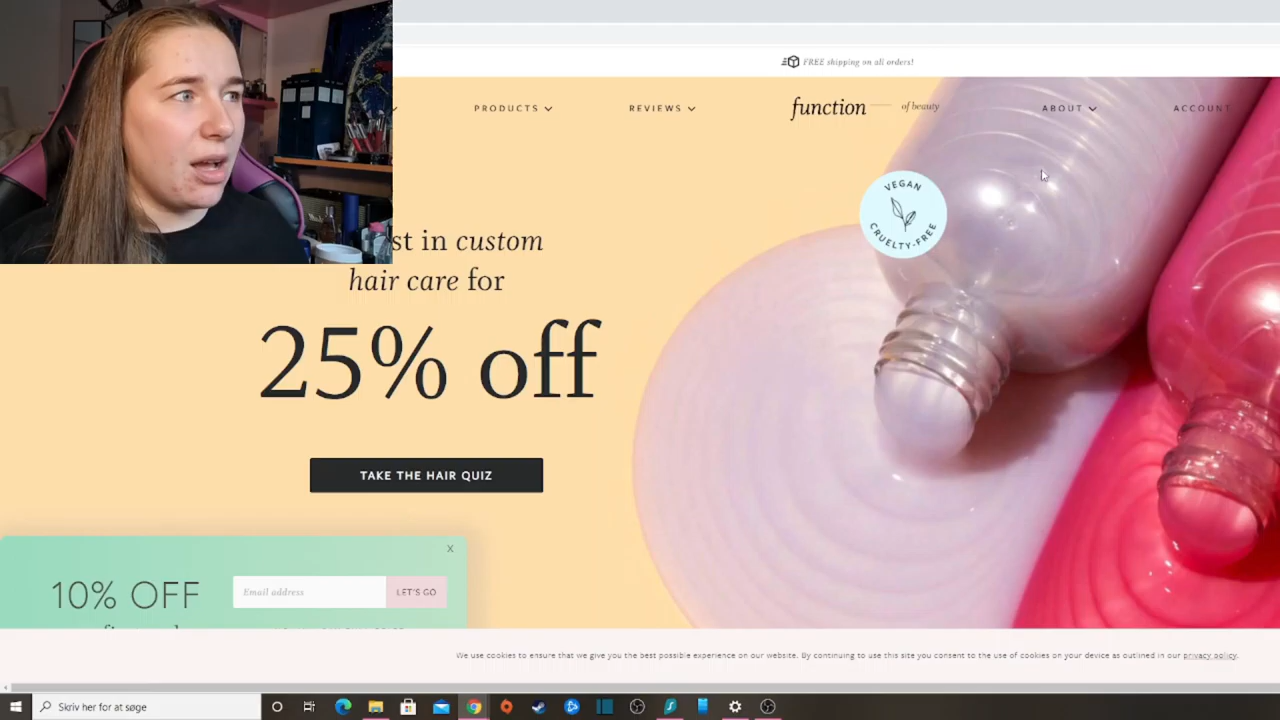 FREE shipping on all orders!
PRODUCTS
REVIEWS
function of beauty
ABOUT
ACCOUNT
VEGAN
CRUELTY-FREE
st in custom
hair care for
25% off
TAKE THE HAIR QUIZ
X
10% OFF
Email address
LET'S GO
We use cookies to ensure that we give you the best possible experience on our website. By continuing to use this site you consent to the use of cookies on your device as outlined in our privacy policy.
Skriv her for at søge